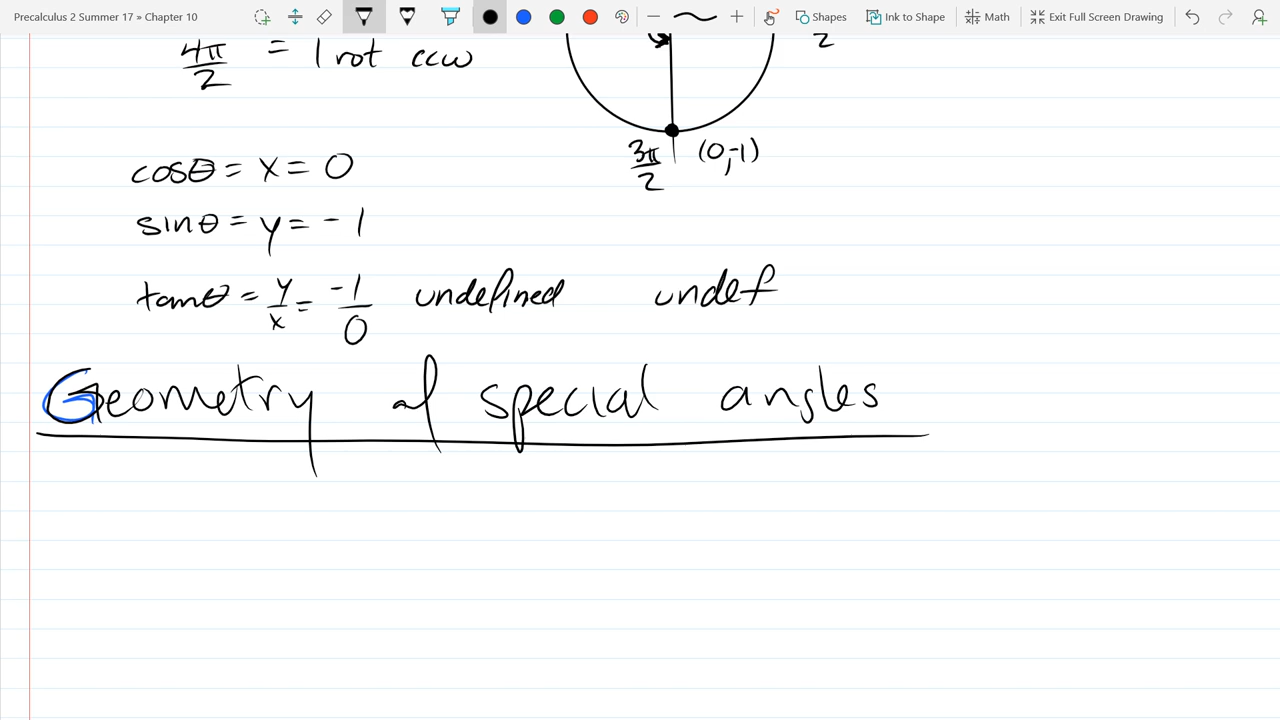 Precalculus 2 Summer 17 » Chapter 10
Shapes Ink to Shape Math Exit Full Screen Drawing
4π/2 = 1 rot ccw
2
3π/2 (0,-1)
cosθ = x = 0
sinθ = y = -1
tanθ = y/x = -1/0 undefined undef
Geometry of special angles